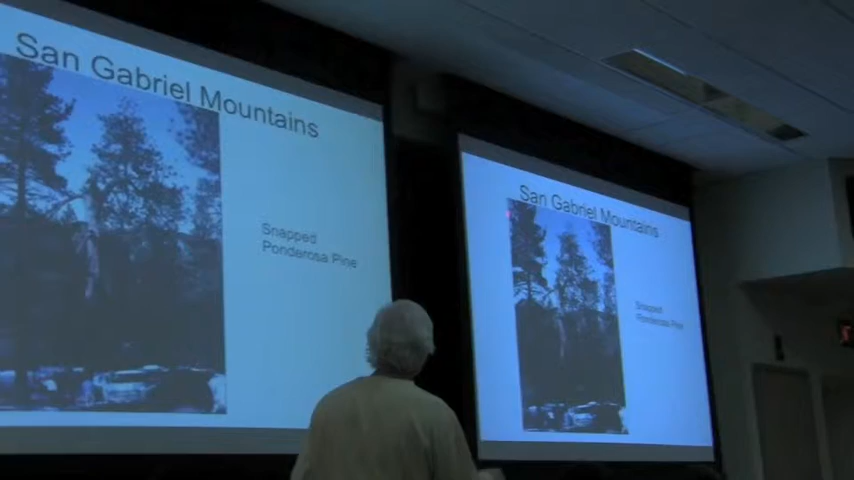 San Gabriel Mountains
Snapped
Ponderosa Pine
San Gabriel Mountains
Snapped
Ponderosa Pine